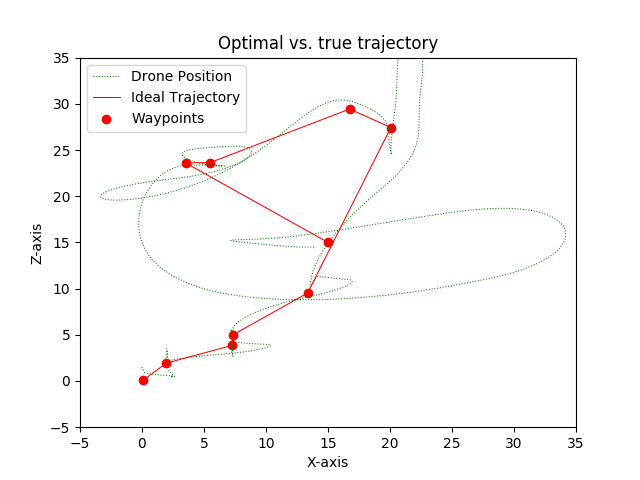 Optimal vs. true trajectory
Drone Position
Ideal Trajectory
Waypoints
35
30
25
20
15
10
5
0
−5
Z-axis
−5 0 5 10 15 20 25 30 35
X-axis